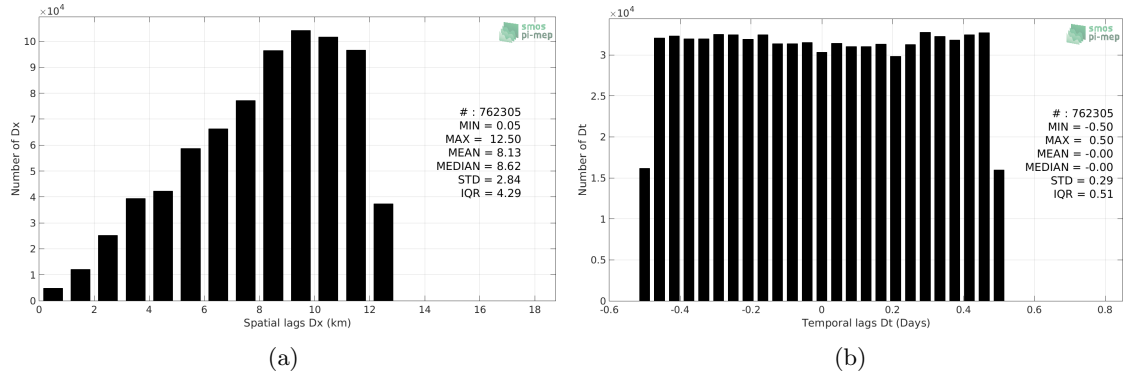 ×10⁴
smos
pi-mep
10
9
8
7
6
5
4
3
2
1
0
Number of Dx
# : 762305
MIN = 0.05
MAX = 12.50
MEAN = 8.13
MEDIAN = 8.62
STD = 2.84
IQR = 4.29
0 2 4 6 8 10 12 14 16 18
Spatial lags Dx (km)
(a)
×10⁴
smos
pi-mep
3
2.5
2
1.5
1
0.5
0
Number of Dt
# : 762305
MIN = -0.50
MAX = 0.50
MEAN = -0.00
MEDIAN = -0.00
STD = 0.29
IQR = 0.51
-0.6 -0.4 -0.2 0 0.2 0.4 0.6 0.8
Temporal lags Dt (Days)
(b)